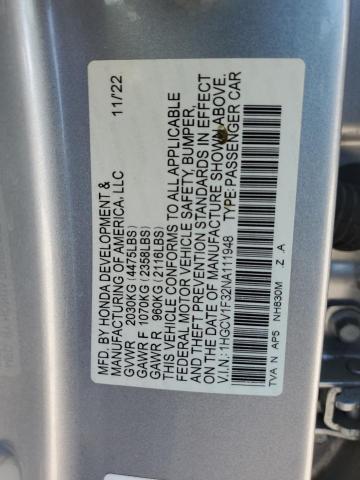 MFD. BY HONDA DEVELOPMENT & 11/22
MANUFACTURING OF AMERICA, LLC
GVWR 2030KG (4475LBS)
GAWR F 1070KG (2358LBS)
GAWR R 960KG (2116LBS)
THIS VEHICLE CONFORMS TO ALL APPLICABLE
FEDERAL MOTOR VEHICLE SAFETY, BUMPER,
AND THEFT PREVENTION STANDARDS IN EFFECT
ON THE DATE OF MANUFACTURE SHOWN ABOVE.
V.I.N.: 1HGCV1F32NA111948 TYPE: PASSENGER CAR
TVA N AP5 NH830M .Z .A